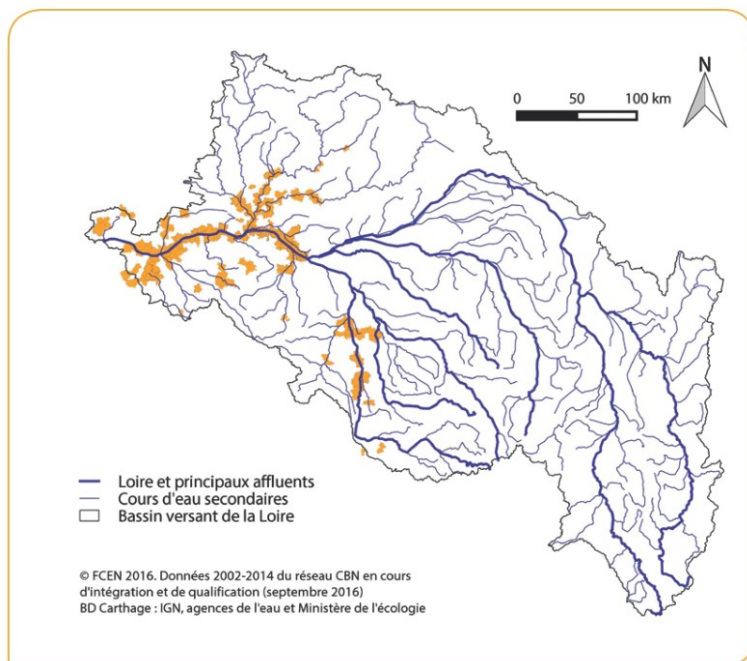 N
0 50 100 km
Loire et principaux affluents
Cours d'eau secondaires
Bassin versant de la Loire
© FCEN 2016. Données 2002-2014 du réseau CBN en cours
d'intégration et de qualification (septembre 2016)
BD Carthage : IGN, agences de l'eau et Ministère de l'écologie